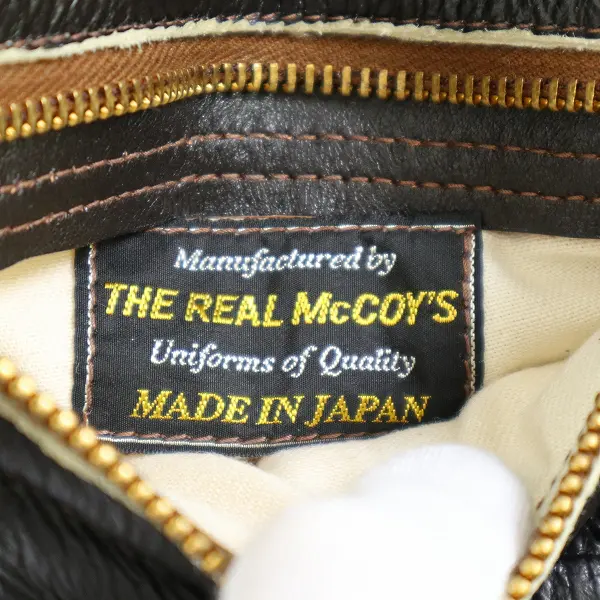 Manufactured by
THE REAL McCOY'S
Uniforms of Quality
MADE IN JAPAN